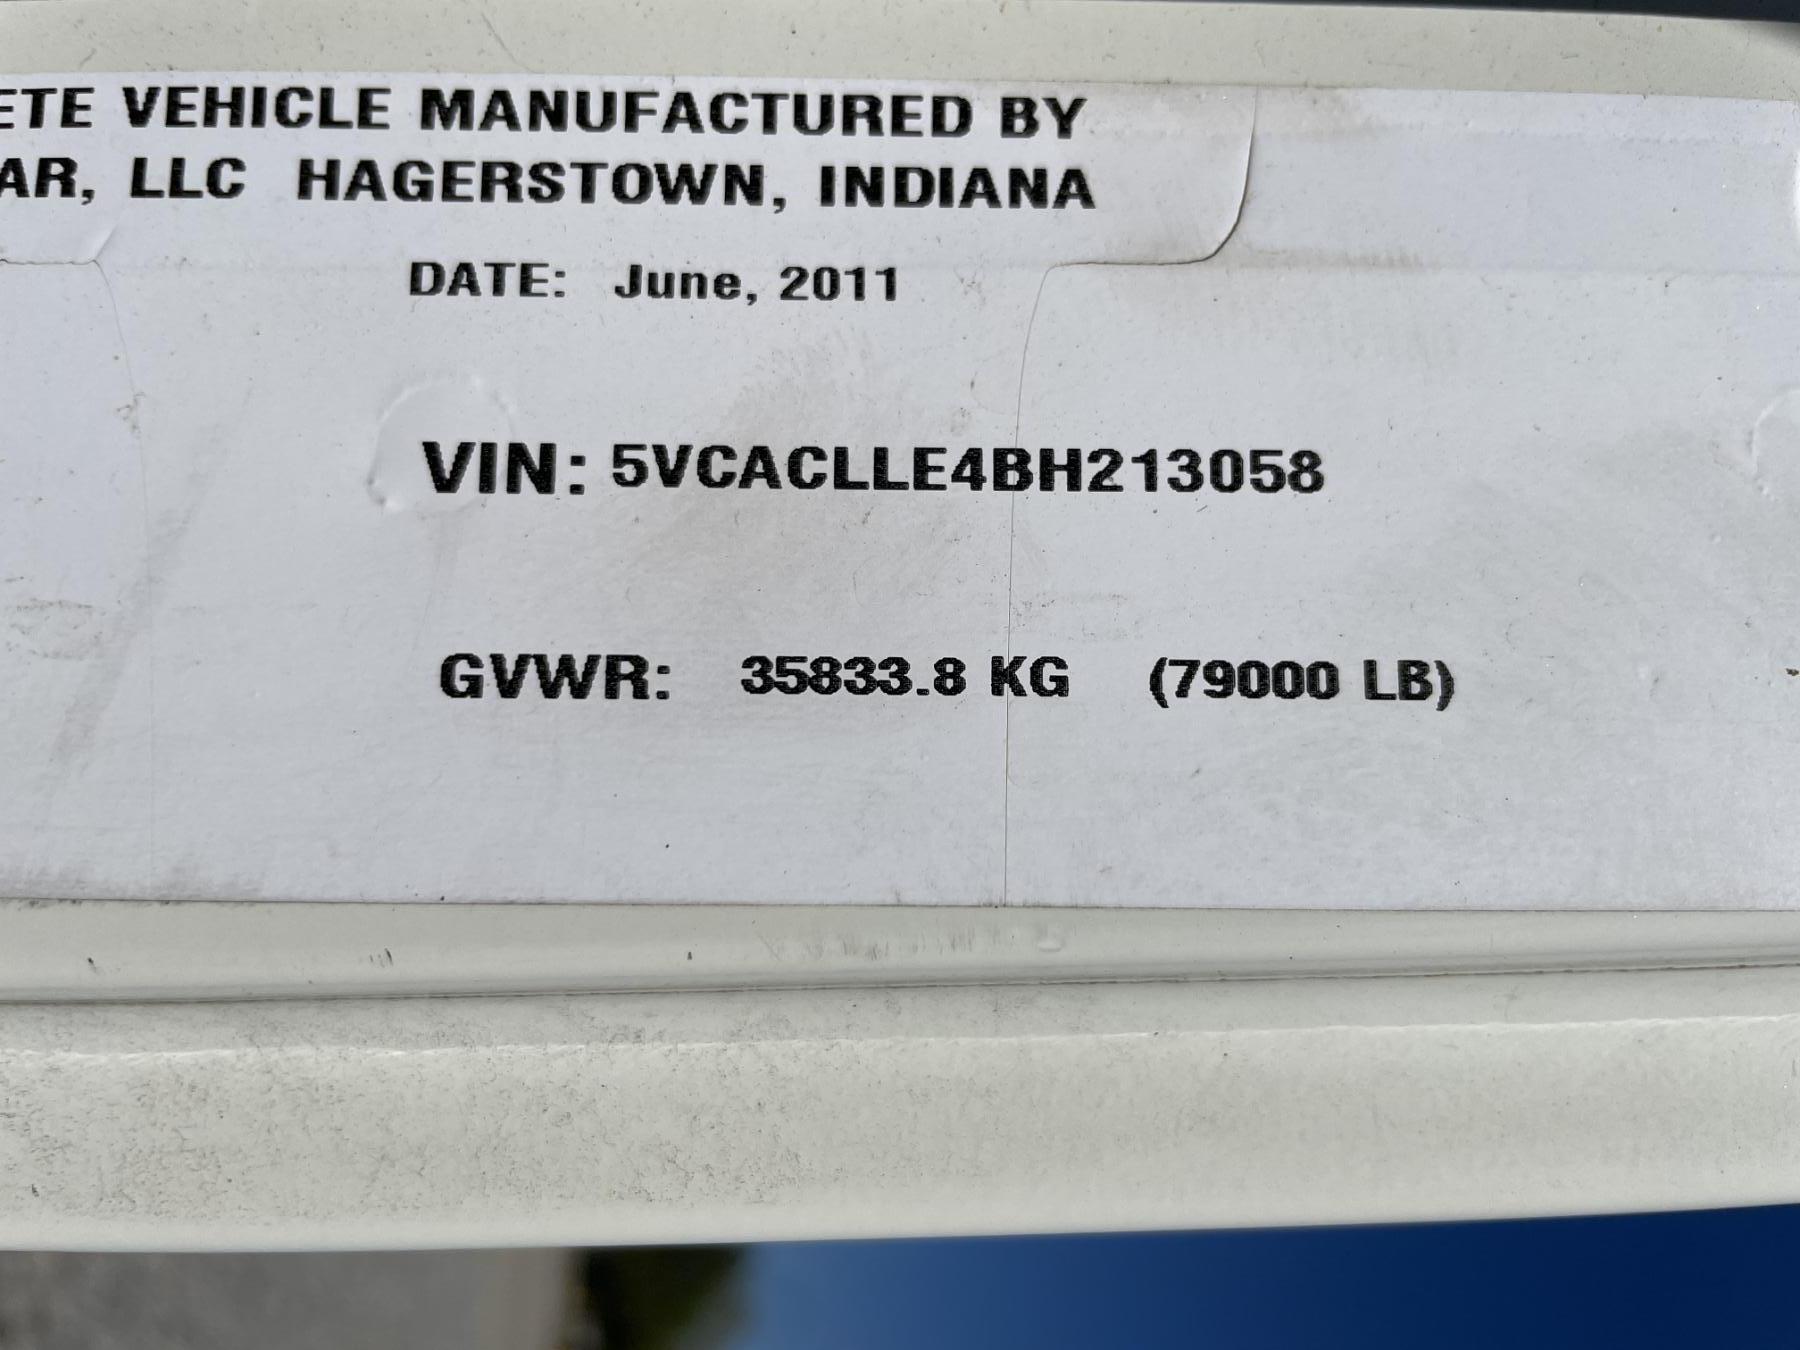 ETE VEHICLE MANUFACTURED BY
AR, LLC HAGERSTOWN, INDIANA
DATE: June, 2011
VIN: 5VCACLLE4BH213058
GVWR: 35833.8 KG (79000 LB)